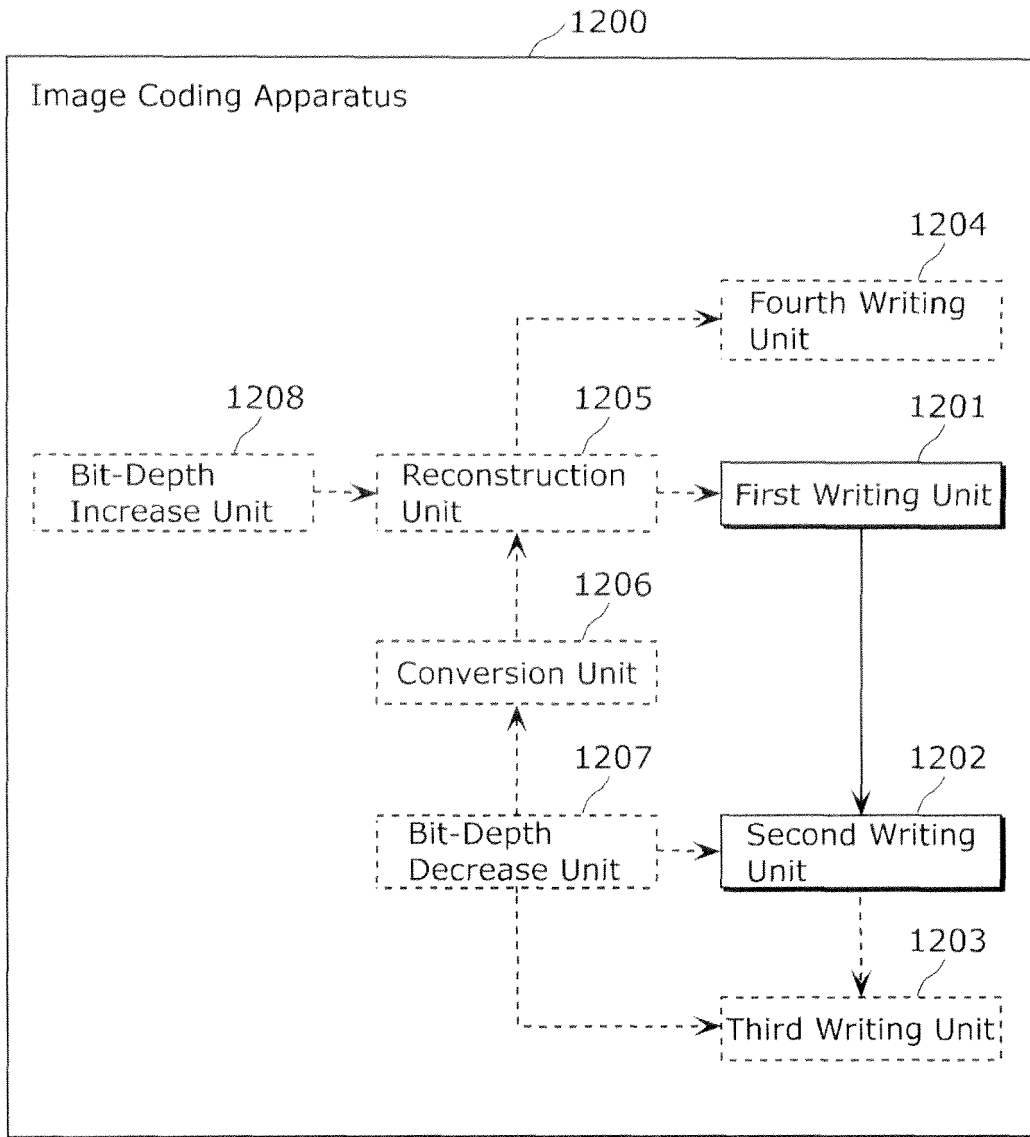 1200
Image Coding Apparatus
1204
Fourth Writing
Unit
1208
1205
1201
Bit-Depth
Increase Unit
Reconstruction
Unit
First Writing Unit
1206
Conversion Unit
1207
1202
Bit-Depth
Decrease Unit
Second Writing
Unit
1203
Third Writing Unit